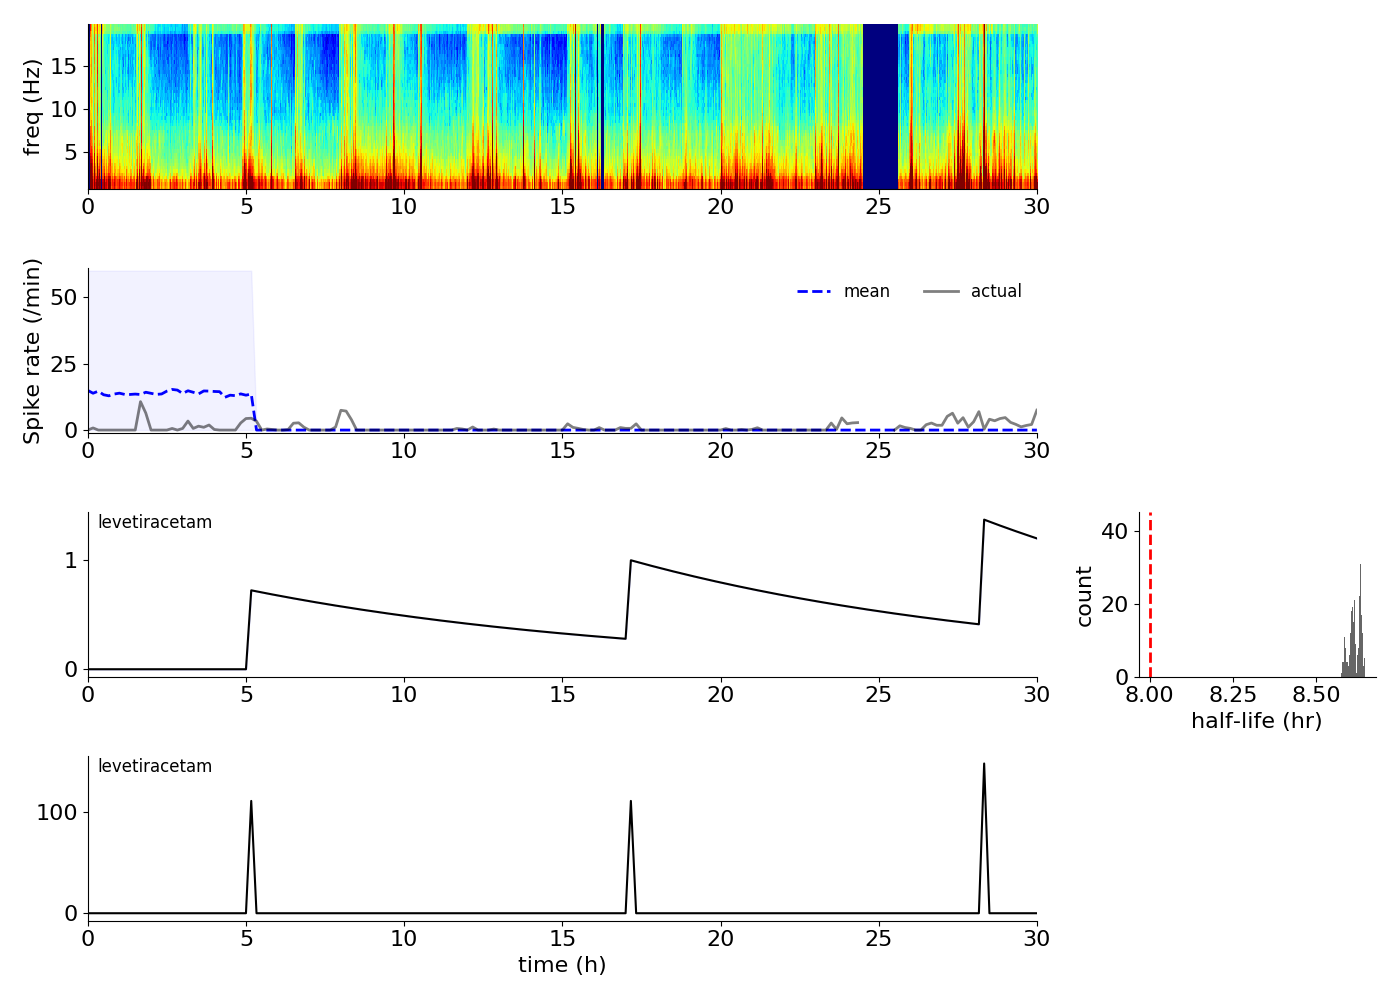 freq (Hz)
15
10
5
0 5 10 15 20 25 30
Spike rate (/min)
50
25
0
mean actual
0 5 10 15 20 25 30
levetiracetam
1
0
0 5 10 15 20 25 30
count
40
20
0
8.00 8.25 8.50
half-life (hr)
levetiracetam
100
0
0 5 10 15 20 25 30
time (h)